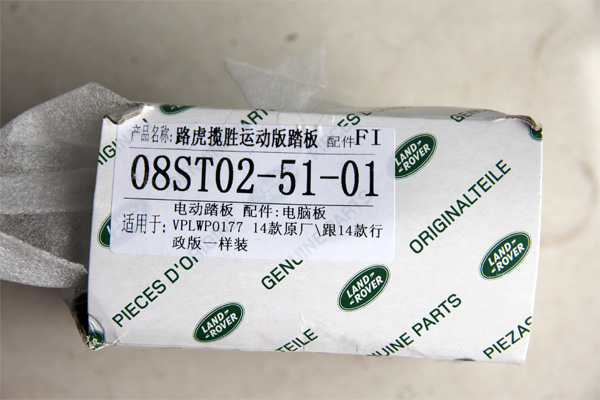 产品名称:路虎揽胜运动版踏板 配件FI
08ST02-51-01
电动踏板 配件:电脑板
适用于: VPLWP0177 14款原厂\跟14款行
政版一样装
LAND-ROVER
ORIGINALTEILE
LAND-ROVER
GENUINE PARTS
LAND-ROVER
PIECES D'OR
LAND-ROVER
GENUINE PARTS
PIEZAS